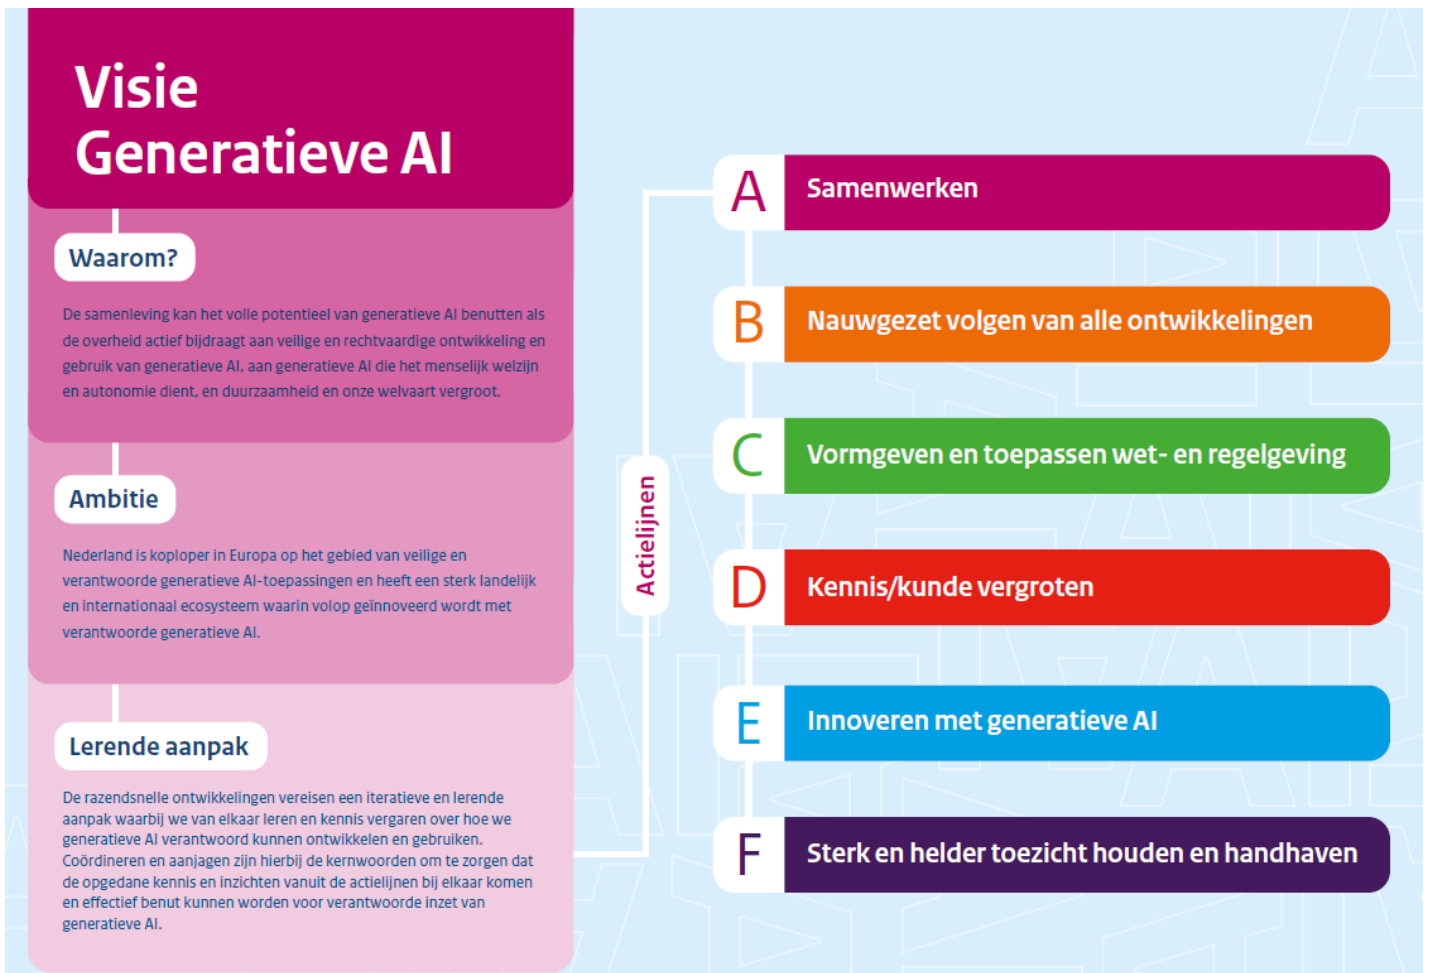 Visie
Generatieve AI
Waarom?
De samenleving kan het volle potentieel van generatieve AI benutten als
de overheid actief bijdraagt aan veilige en rechtvaardige ontwikkeling en
gebruik van generatieve AI, aan generatieve AI die het menselijk welzijn
en autonomie dient, en duurzaamheid en onze welvaart vergroot.
Ambitie
Nederland is koploper in Europa op het gebied van veilige en
verantwoorde generatieve AI-toepassingen en heeft een sterk landelijk
en internationaal ecosysteem waarin volop geïnnoveerd wordt met
verantwoorde generatieve AI.
Lerende aanpak
De razendsnelle ontwikkelingen vereisen een iteratieve en lerende
aanpak waarbij we van elkaar leren en kennis vergaren over hoe we
generatieve AI verantwoord kunnen ontwikkelen en gebruiken.
Coördineren en aanjagen zijn hierbij de kernwoorden om te zorgen dat
de opgedane kennis en inzichten vanuit de actielijnen bij elkaar komen
en effectief benut kunnen worden voor verantwoorde inzet van
generatieve AI.
Actielijnen
A Samenwerken
B Nauwgezet volgen van alle ontwikkelingen
C Vormgeven en toepassen wet- en regelgeving
D Kennis/kunde vergroten
E Innoveren met generatieve AI
F Sterk en helder toezicht houden en handhaven